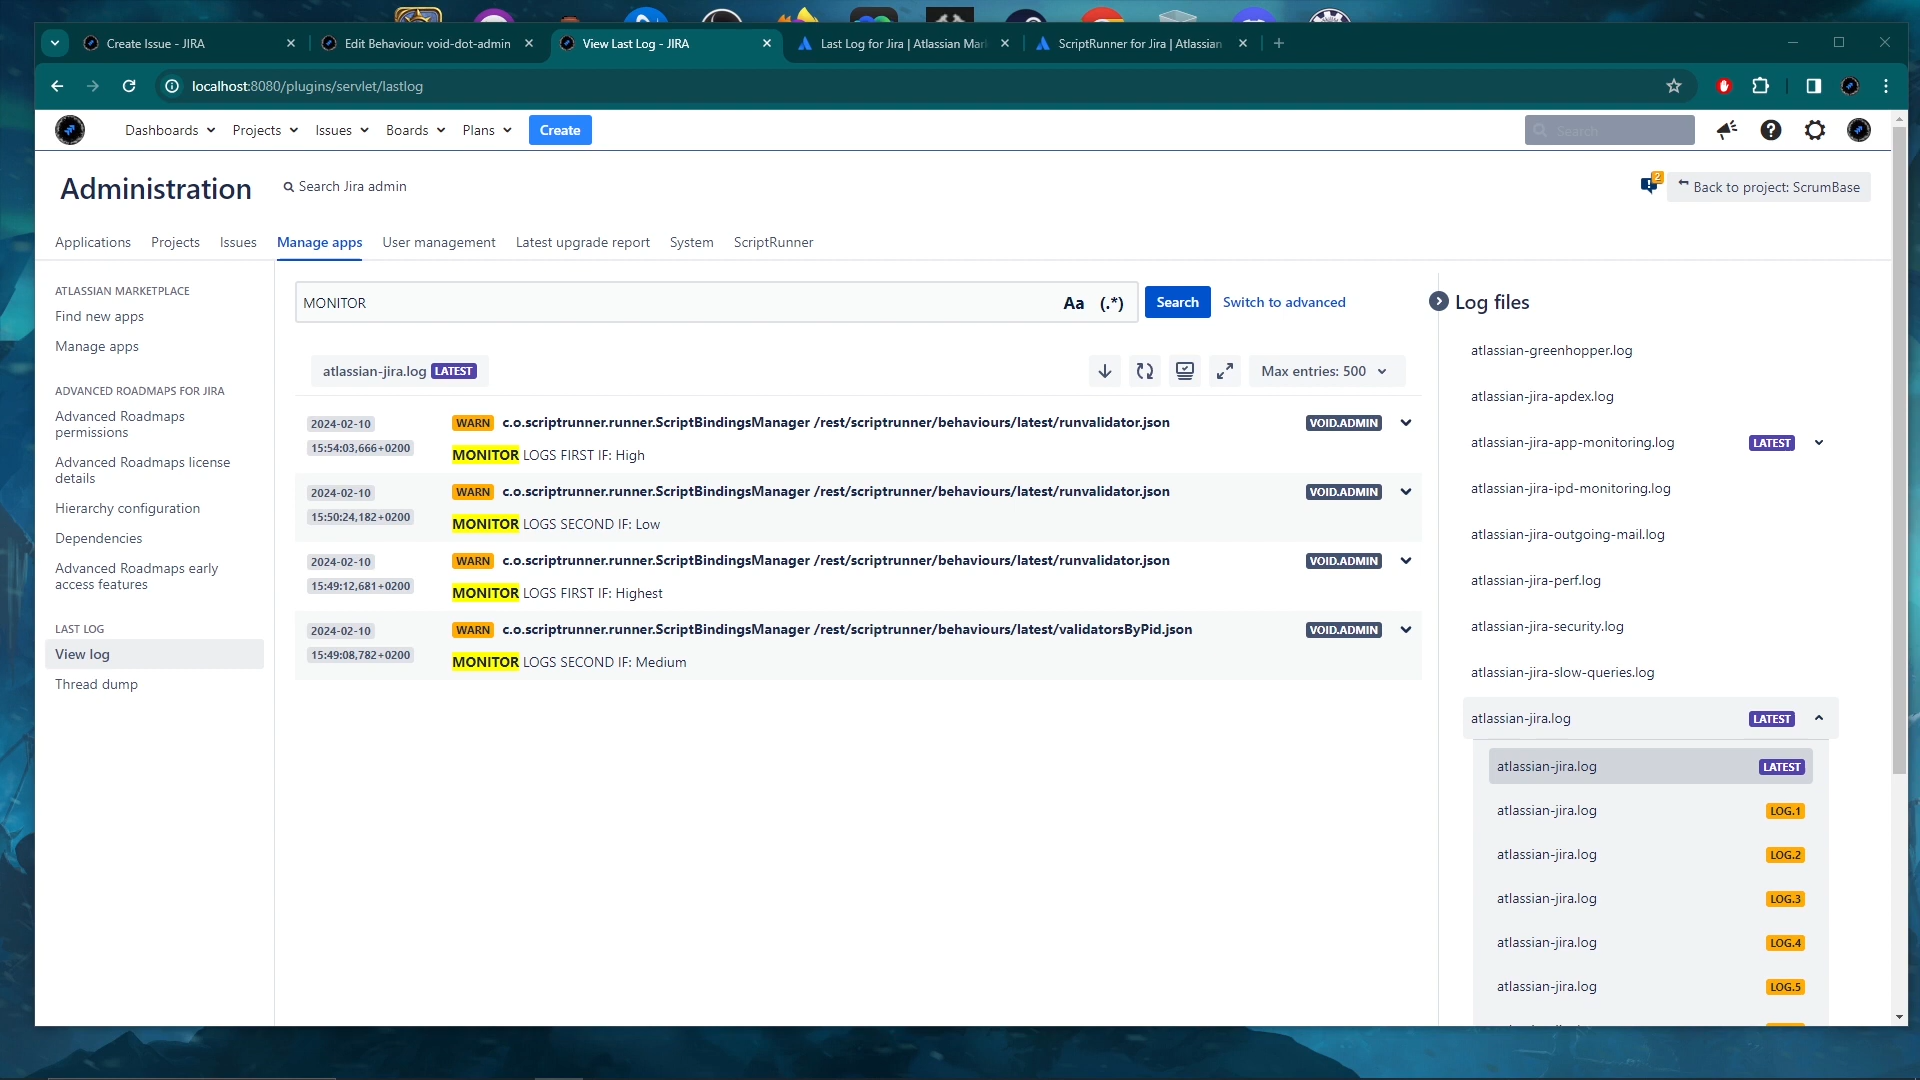 Create Issue - JIRA
Edit Behaviour: void-dot-admin
View Last Log - JIRA
Last Log for Jira | Atlassian Mar
ScriptRunner for Jira | Atlassian
localhost:8080/plugins/servlet/lastlog
Dashboards Projects Issues Boards Plans Create
Search
Administration
Search Jira admin
2
Back to project: ScrumBase
Applications Projects Issues Manage apps User management Latest upgrade report System ScriptRunner
ATLASSIAN MARKETPLACE
Find new apps
Manage apps
ADVANCED ROADMAPS FOR JIRA
Advanced Roadmaps
permissions
Advanced Roadmaps license
details
Hierarchy configuration
Dependencies
Advanced Roadmaps early
access features
LAST LOG
View log
Thread dump
MONITOR
Aa (.*)
Search
Switch to advanced
atlassian-jira.log LATEST
Max entries: 500
2024-02-10
15:54:03,666+0200
WARN c.o.scriptrunner.runner.ScriptBindingsManager /rest/scriptrunner/behaviours/latest/runvalidator.json VOID.ADMIN
MONITOR LOGS FIRST IF: High
2024-02-10
15:50:24,182+0200
WARN c.o.scriptrunner.runner.ScriptBindingsManager /rest/scriptrunner/behaviours/latest/runvalidator.json VOID.ADMIN
MONITOR LOGS SECOND IF: Low
2024-02-10
15:49:12,681+0200
WARN c.o.scriptrunner.runner.ScriptBindingsManager /rest/scriptrunner/behaviours/latest/runvalidator.json VOID.ADMIN
MONITOR LOGS FIRST IF: Highest
2024-02-10
15:49:08,782+0200
WARN c.o.scriptrunner.runner.ScriptBindingsManager /rest/scriptrunner/behaviours/latest/validatorsByPid.json VOID.ADMIN
MONITOR LOGS SECOND IF: Medium
Log files
atlassian-greenhopper.log
atlassian-jira-apdex.log
atlassian-jira-app-monitoring.log LATEST
atlassian-jira-ipd-monitoring.log
atlassian-jira-outgoing-mail.log
atlassian-jira-perf.log
atlassian-jira-security.log
atlassian-jira-slow-queries.log
atlassian-jira.log LATEST
atlassian-jira.log LATEST
atlassian-jira.log LOG.1
atlassian-jira.log LOG.2
atlassian-jira.log LOG.3
atlassian-jira.log LOG.4
atlassian-jira.log LOG.5